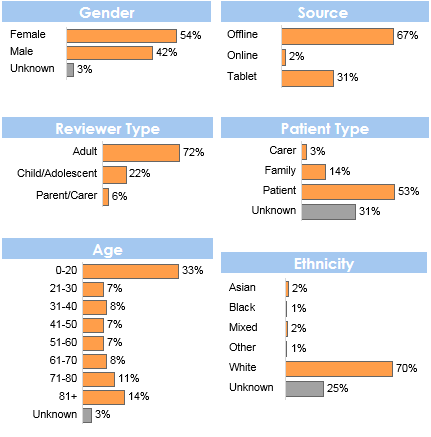 Gender
Female 54%
Male 42%
Unknown 3%
Source
Offline 67%
Online 2%
Tablet 31%
Reviewer Type
Adult 72%
Child/Adolescent 22%
Parent/Carer 6%
Patient Type
Carer 3%
Family 14%
Patient 53%
Unknown 31%
Age
0-20 33%
21-30 7%
31-40 8%
41-50 7%
51-60 7%
61-70 8%
71-80 11%
81+ 14%
Unknown 3%
Ethnicity
Asian 2%
Black 1%
Mixed 2%
Other 1%
White 70%
Unknown 25%